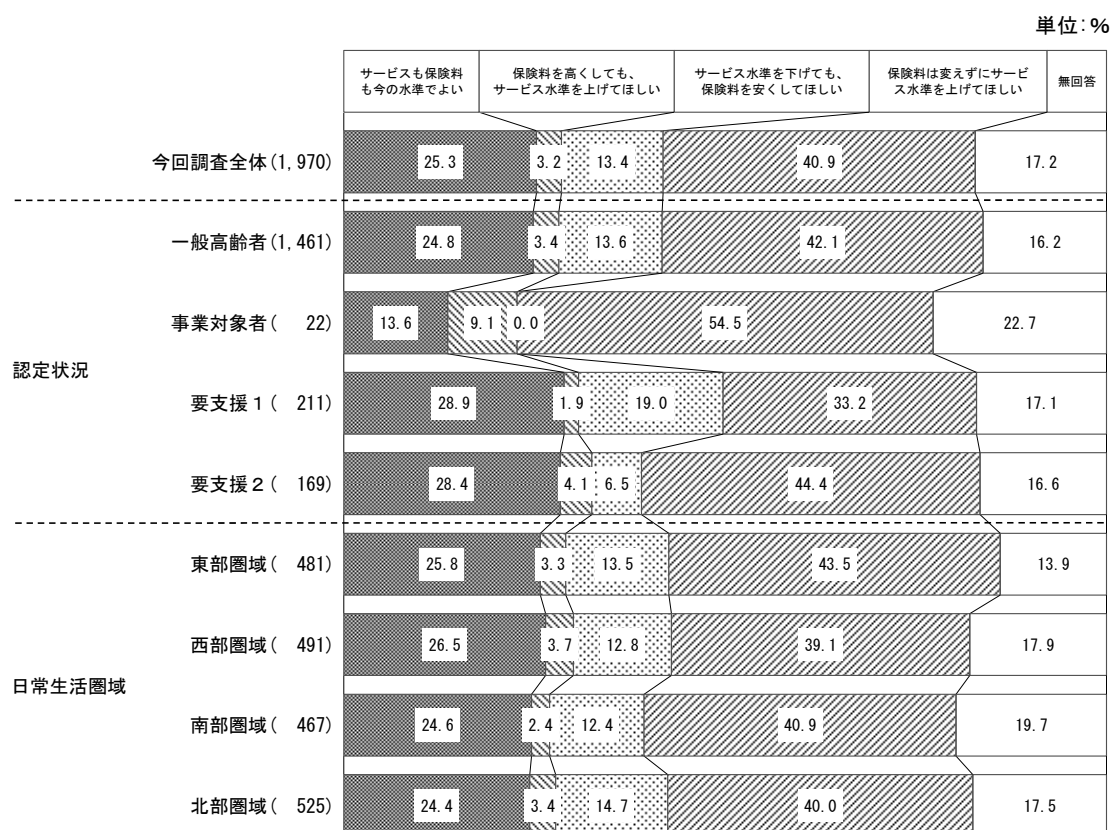 単位：％
サービスも保険料
も今の水準でよい
保険料を高くしても、
サービス水準を上げてほしい
サービス水準を下げても、
保険料を安くしてほしい
保険料は変えずにサービ
ス水準を上げてほしい
無回答
今回調査全体(1,970) 25.3 3.2 13.4 40.9 17.2
一般高齢者(1,461) 24.8 3.4 13.6 42.1 16.2
事業対象者( 22) 13.6 9.1 0.0 54.5 22.7
認定状況
要支援１( 211) 28.9 1.9 19.0 33.2 17.1
要支援２( 169) 28.4 4.1 6.5 44.4 16.6
東部圏域( 481) 25.8 3.3 13.5 43.5 13.9
西部圏域( 491) 26.5 3.7 12.8 39.1 17.9
日常生活圏域
南部圏域( 467) 24.6 2.4 12.4 40.9 19.7
北部圏域( 525) 24.4 3.4 14.7 40.0 17.5